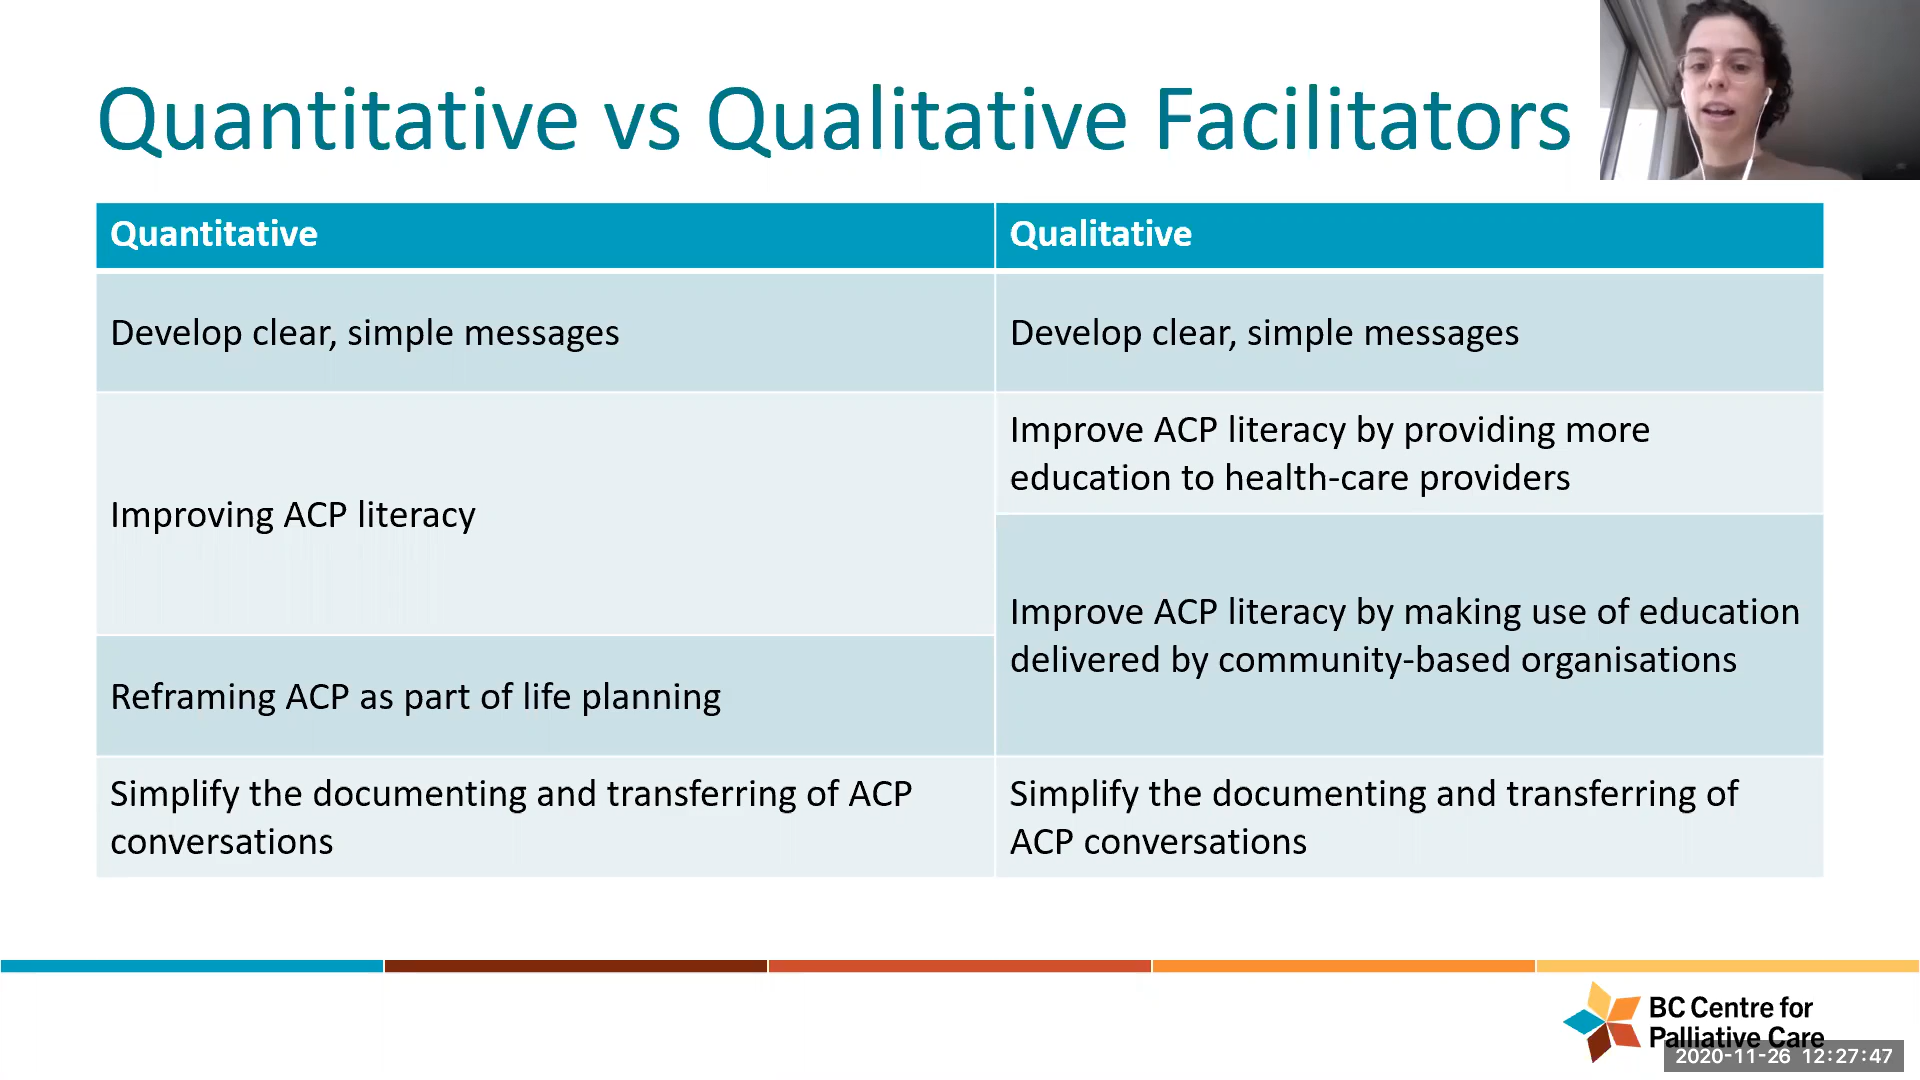 Quantitative vs Qualitative Facilitators
Quantitative
Qualitative
Develop clear, simple messages
Develop clear, simple messages
Improving ACP literacy
Improve ACP literacy by providing more
education to health-care providers
Improve ACP literacy by making use of education
delivered by community-based organisations
Reframing ACP as part of life planning
Simplify the documenting and transferring of ACP
conversations
Simplify the documenting and transferring of
ACP conversations
BC Centre for
Palliative Care
2020-11-26 12:27:47